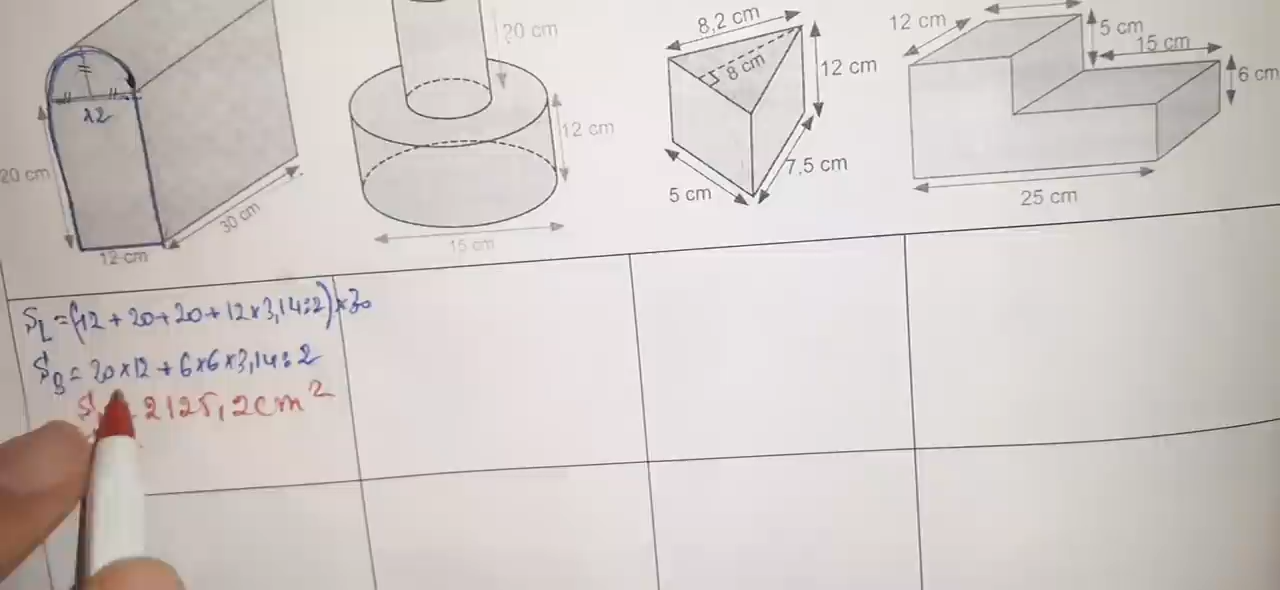 8,2 cm
12 cm
5 cm
15 cm
20 cm
8 cm
12 cm
6 cm
12
12 cm
20 cm
7,5 cm
5 cm
25 cm
30 cm
15 cm
12 cm
S_L = (12 + 20 + 20 + 12 x 3,14 : 2) x 30
S_B = 20 x 12 + 6 x 6 x 3,14 : 2
2125,2 cm²